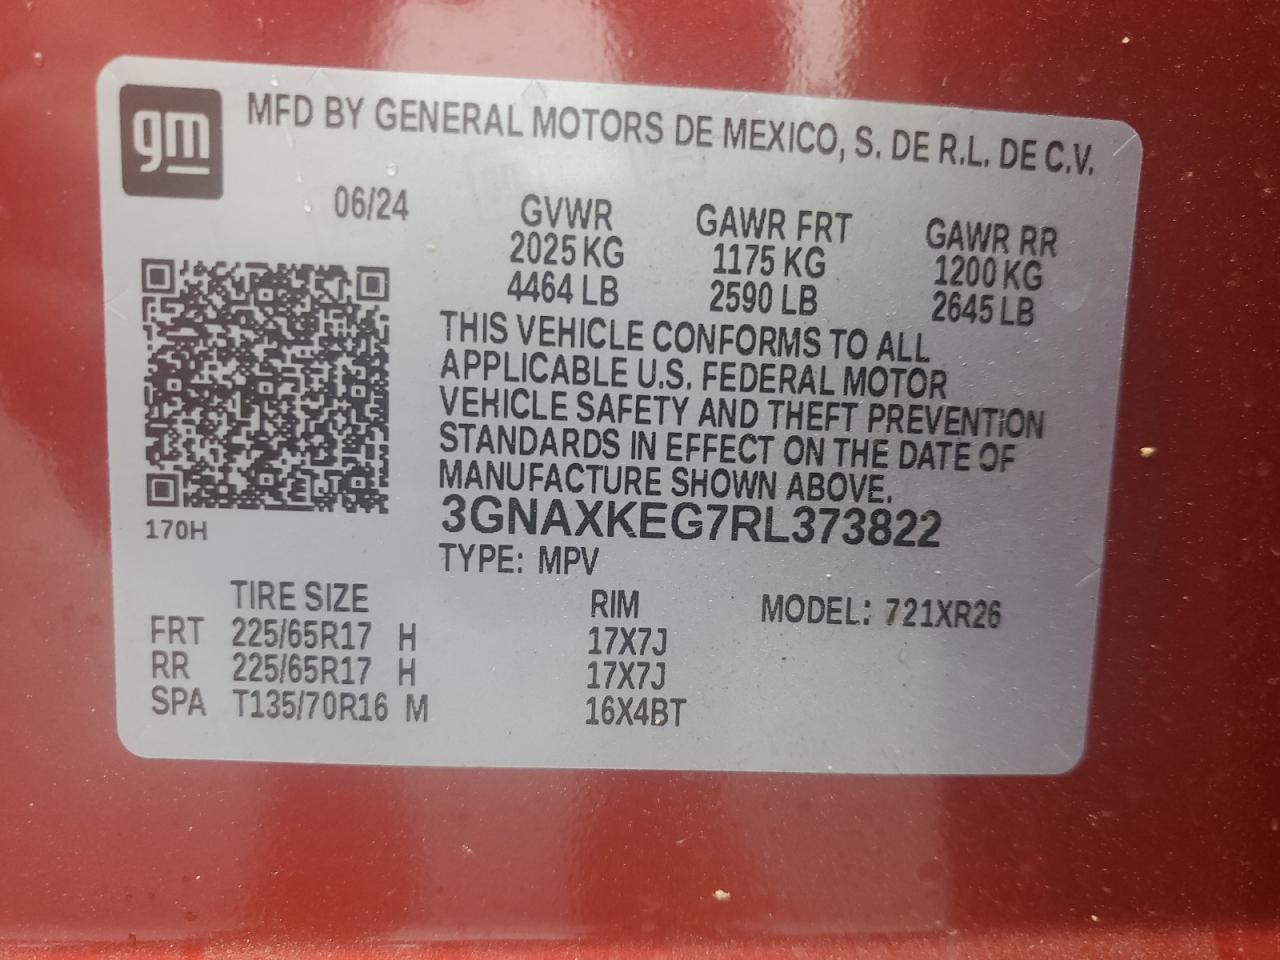 gm
MFD BY GENERAL MOTORS DE MEXICO, S. DE R.L. DE C.V.
06/24 GVWR GAWR FRT GAWR RR
2025 KG 1175 KG 1200 KG
4464 LB 2590 LB 2645 LB
THIS VEHICLE CONFORMS TO ALL
APPLICABLE U.S. FEDERAL MOTOR
VEHICLE SAFETY AND THEFT PREVENTION
STANDARDS IN EFFECT ON THE DATE OF
MANUFACTURE SHOWN ABOVE.
170H
3GNAXKEG7RL373822
TYPE: MPV
TIRE SIZE RIM MODEL: 721XR26
FRT 225/65R17 H 17X7J
RR 225/65R17 H 17X7J
SPA T135/70R16 M 16X4BT